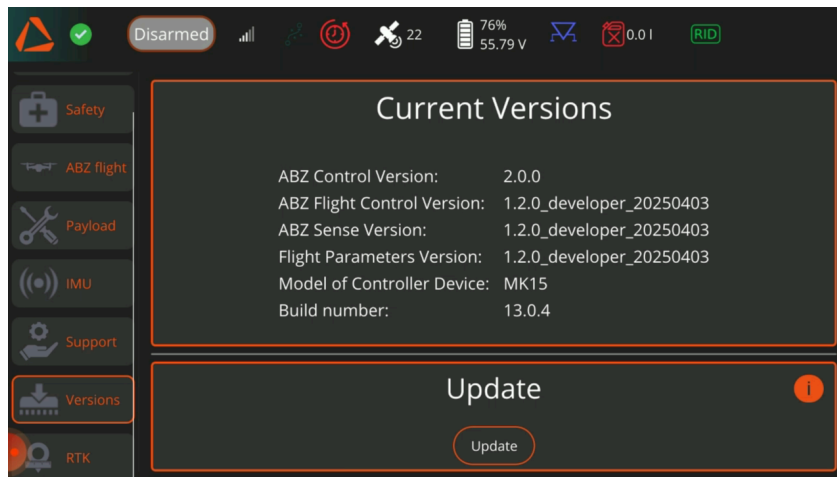 Disarmed
22
76%
55.79 V
0.0 l
RID
Safety
ABZ flight
Payload
IMU
Support
Versions
RTK
Current Versions
ABZ Control Version: 2.0.0
ABZ Flight Control Version: 1.2.0_developer_20250403
ABZ Sense Version: 1.2.0_developer_20250403
Flight Parameters Version: 1.2.0_developer_20250403
Model of Controller Device: MK15
Build number: 13.0.4
Update
i
Update